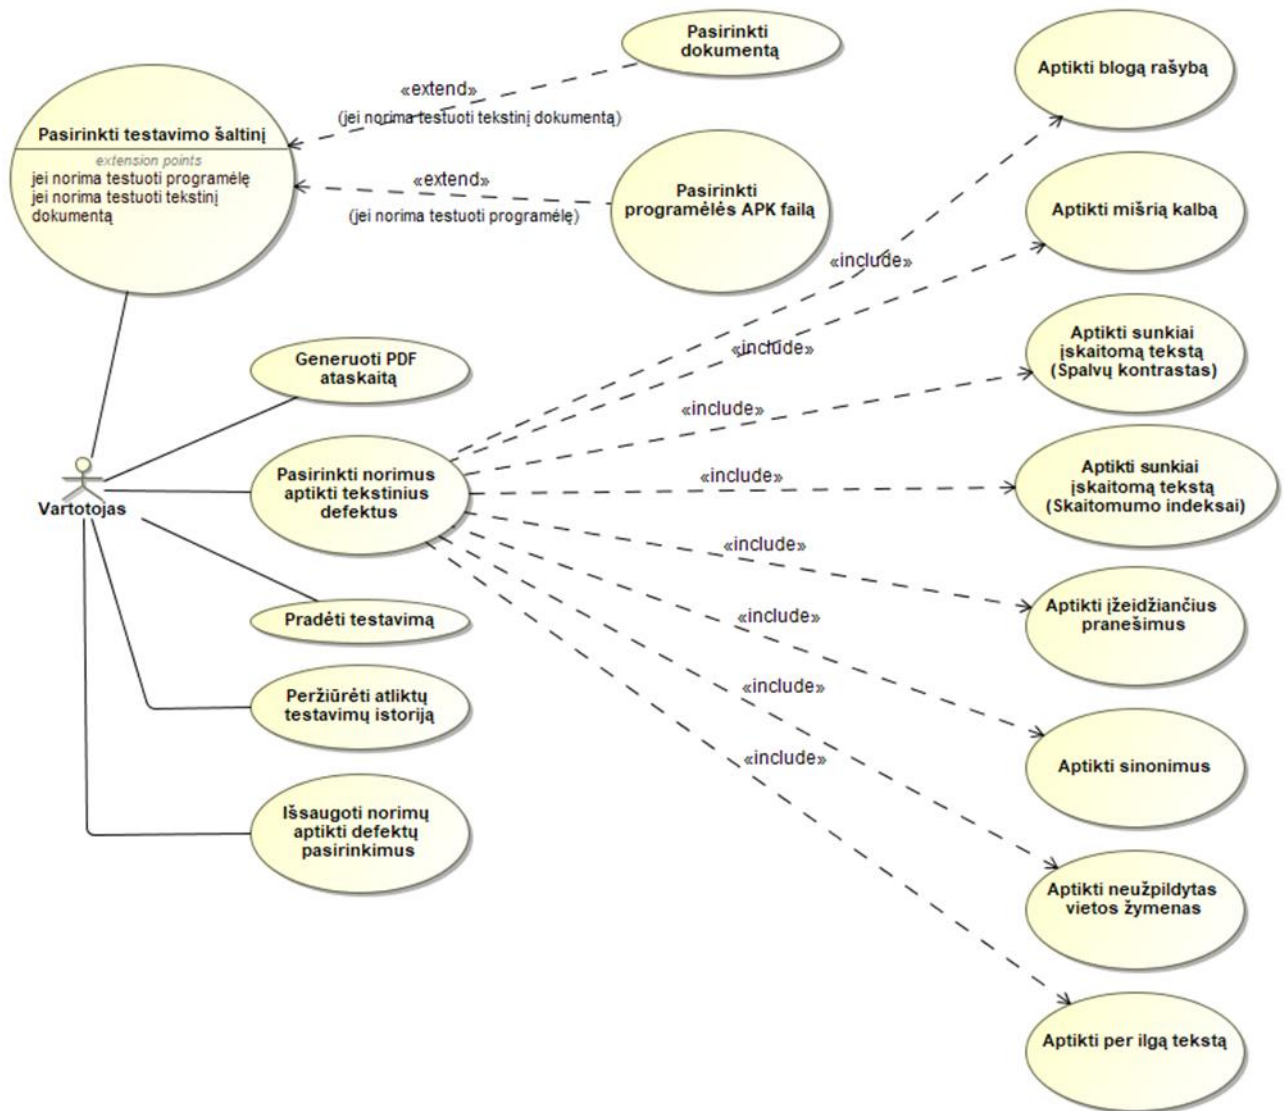 Pasirinkti
dokumentą
«extend»
(jei norima testuoti tekstinį dokumentą)
Pasirinkti testavimo šaltinį
extension points
jei norima testuoti programėlę
jei norima testuoti tekstinį
dokumentą
«extend»
(jei norima testuoti programėlę)
Pasirinkti
programėlės APK failą
Aptikti blogą rašybą
Aptikti mišrią kalbą
«include»
«include»
Aptikti sunkiai
įskaitomą tekstą
(Spalvų kontrastas)
Generuoti PDF
ataskaitą
«include»
Vartotojas
Pasirinkti norimus
aptikti tekstinius
defektus
«include»
Aptikti sunkiai
įskaitomą tekstą
(Skaitomumo indeksai)
«include»
Aptikti įžeidžiančius
pranešimus
Pradėti testavimą
«include»
Peržiūrėti atliktų
testavimų istoriją
«include»
Aptikti sinonimus
«include»
Išsaugoti norimų
aptikti defektų
pasirinkimus
Aptikti neužpildytas
vietos žymenas
Aptikti per ilgą tekstą